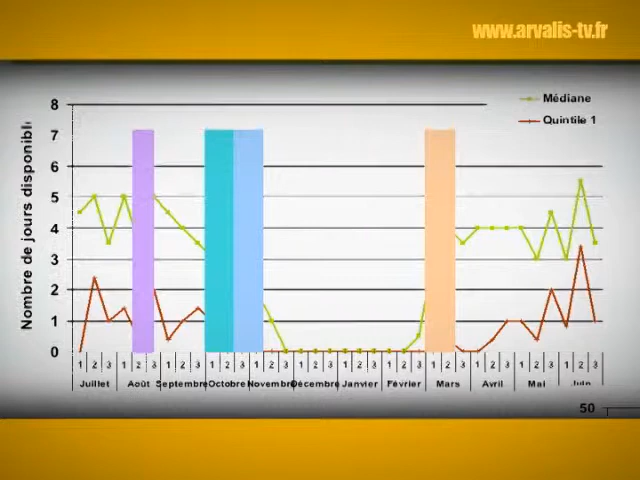 www.arvalis-tv.fr
Médiane
Quintile 1
Nombre de jours disponibl
8
7
6
5
4
3
2
1
0
1 2 3 1 2 3 1 2 3 1 2 3 1 2 3 1 2 3 1 2 3 1 2 3 1 2 3 1 2 3 1 2 3 1 2 3
Juillet Août Septembre Octobre Novembre Décembre Janvier Février Mars Avril Mai Juin
50